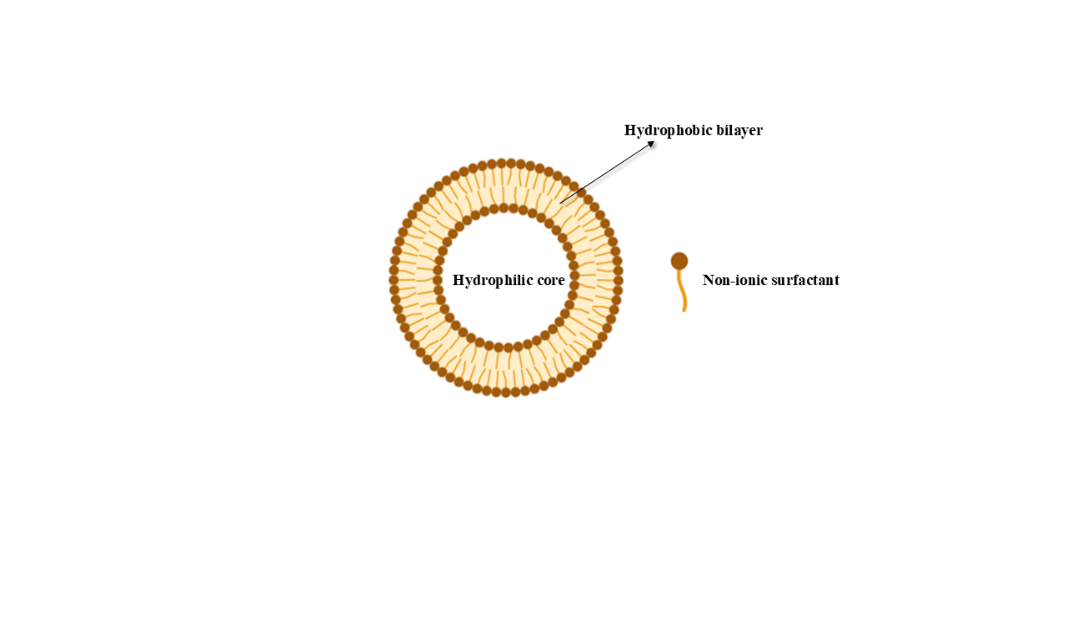 Hydrophobic bilayer
Hydrophilic core
Non-ionic surfactant